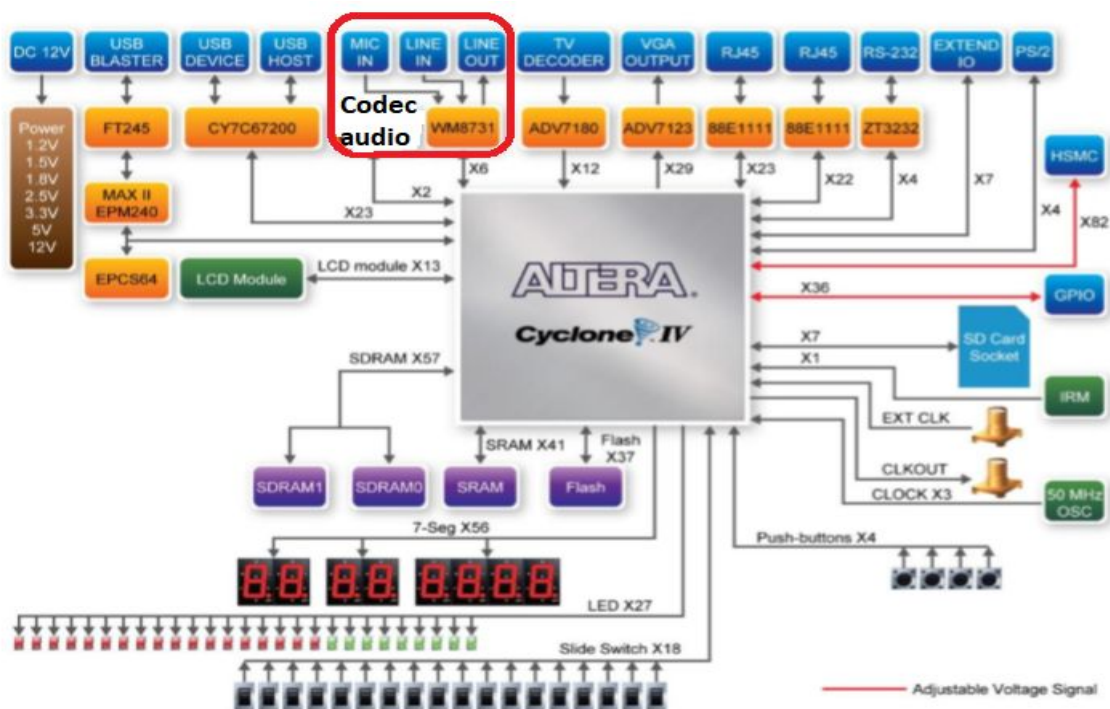 DC 12V
USB
BLASTER
USB
DEVICE
USB
HOST
MIC
IN
LINE
IN
LINE
OUT
TV
DECODER
VGA
OUTPUT
RJ45
RJ45
RS-232
EXTEND
IO
PS/2
Power
1.2V
1.5V
1.8V
2.5V
3.3V
5V
12V
FT245
CY7C67200
Codec
audio
WM8731
ADV7180
ADV7123
88E1111
88E1111
ZT3232
HSMC
MAX II
EPM240
X23
X2
X6
X12
X29
X23
X22
X4
X7
X4
X82
EPCS64
LCD Module
LCD module X13
ALTERA.
Cyclone IV
X36
GPIO
X7
SD Card
Socket
X1
IRM
SDRAM X57
EXT CLK
SRAM X41
Flash
X37
CLKOUT
SDRAM1
SDRAM0
SRAM
Flash
CLOCK X3
50 MHz
OSC
7-Seg X56
Push-buttons X4
88 88 8888
LED X27
Slide Switch X18
Adjustable Voltage Signal